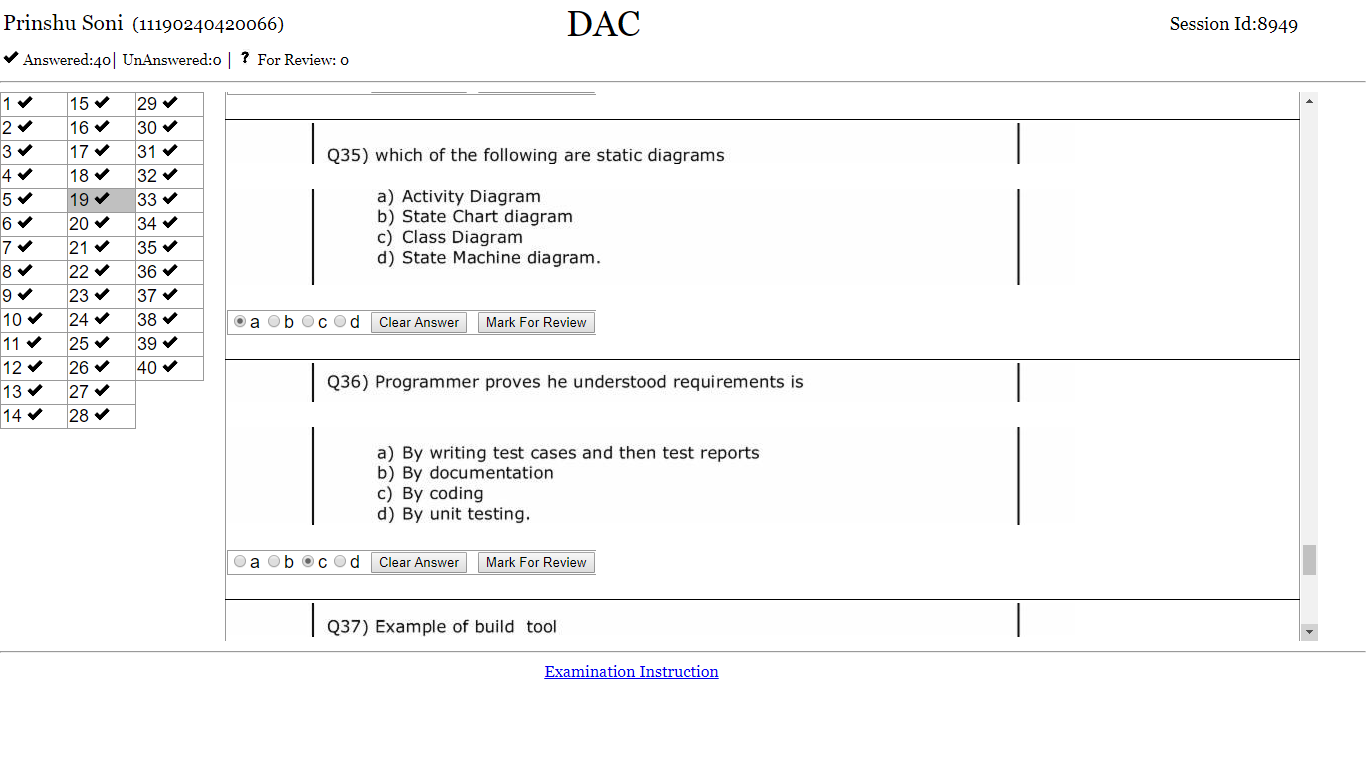 Prinshu Soni (11190240420066)
DAC
Session Id:8949
✔ Answered:40| UnAnswered:0 | ? For Review: 0
1 ✔ 15 ✔ 29 ✔
2 ✔ 16 ✔ 30 ✔
3 ✔ 17 ✔ 31 ✔
4 ✔ 18 ✔ 32 ✔
5 ✔ 19 ✔ 33 ✔
6 ✔ 20 ✔ 34 ✔
7 ✔ 21 ✔ 35 ✔
8 ✔ 22 ✔ 36 ✔
9 ✔ 23 ✔ 37 ✔
10 ✔ 24 ✔ 38 ✔
11 ✔ 25 ✔ 39 ✔
12 ✔ 26 ✔ 40 ✔
13 ✔ 27 ✔
14 ✔ 28 ✔
Q35) which of the following are static diagrams
a) Activity Diagram
b) State Chart diagram
c) Class Diagram
d) State Machine diagram.
a b c d Clear Answer Mark For Review
Q36) Programmer proves he understood requirements is
a) By writing test cases and then test reports
b) By documentation
c) By coding
d) By unit testing.
a b c d Clear Answer Mark For Review
Q37) Example of build tool
Examination Instruction